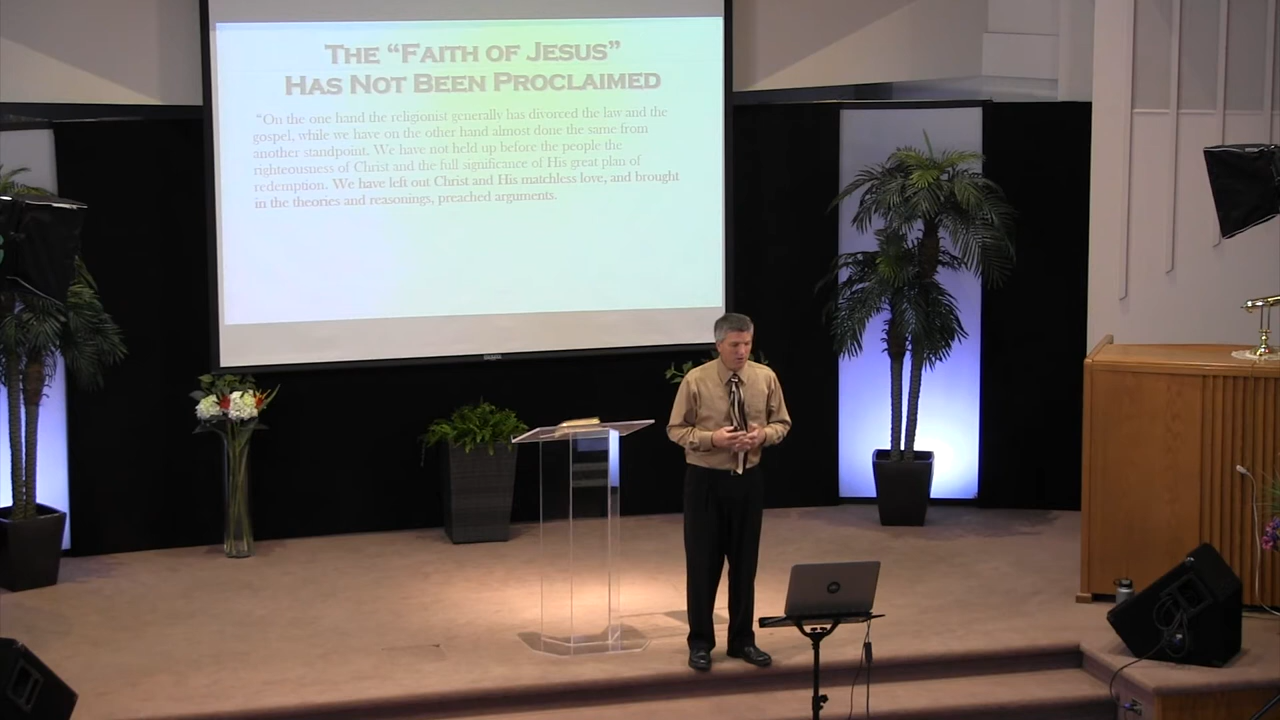 THE “FAITH OF JESUS”
HAS NOT BEEN PROCLAIMED
“On the one hand the religionist generally has divorced the law and the
gospel, while we have on the other hand almost done the same from
another standpoint. We have not held up before the people the
righteousness of Christ and the full significance of His great plan of
redemption. We have left out Christ and His matchless love, and brought
in the theories and reasonings, preached arguments.